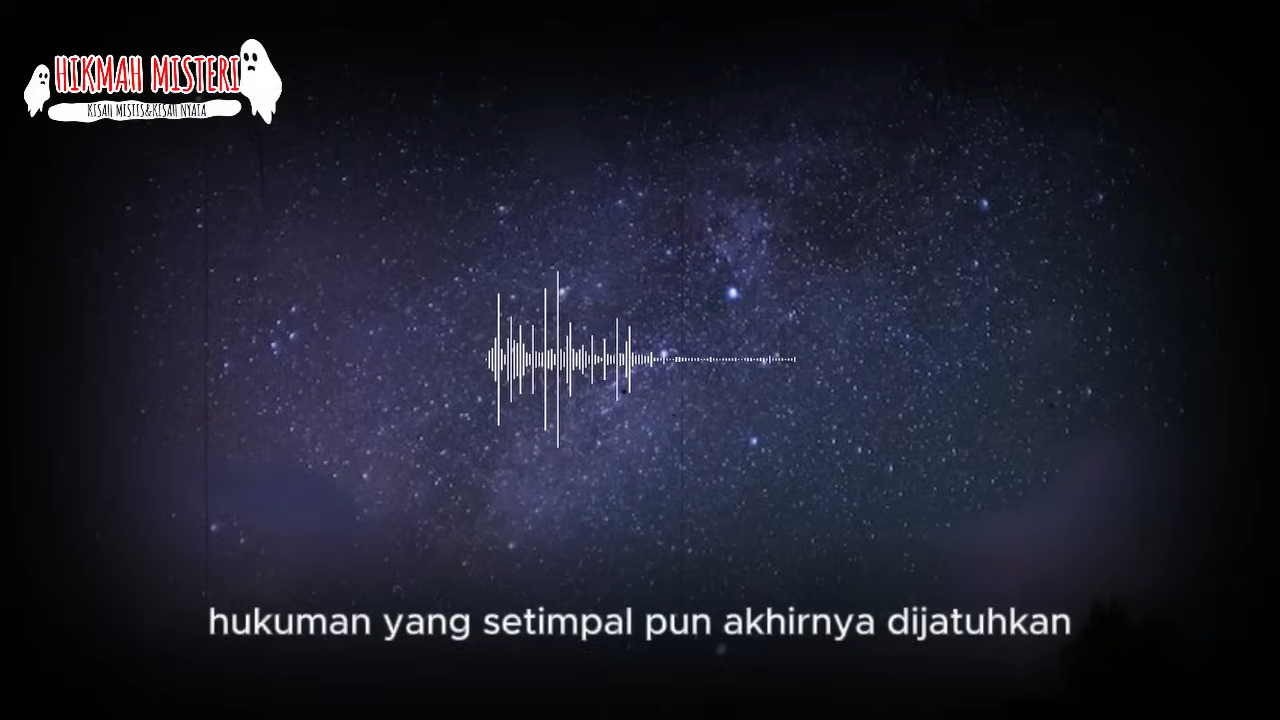 HIKMAH MISTERI
KISAH MISTIS&KISAH NYATA
hukuman yang setimpal pun akhirnya dijatuhkan